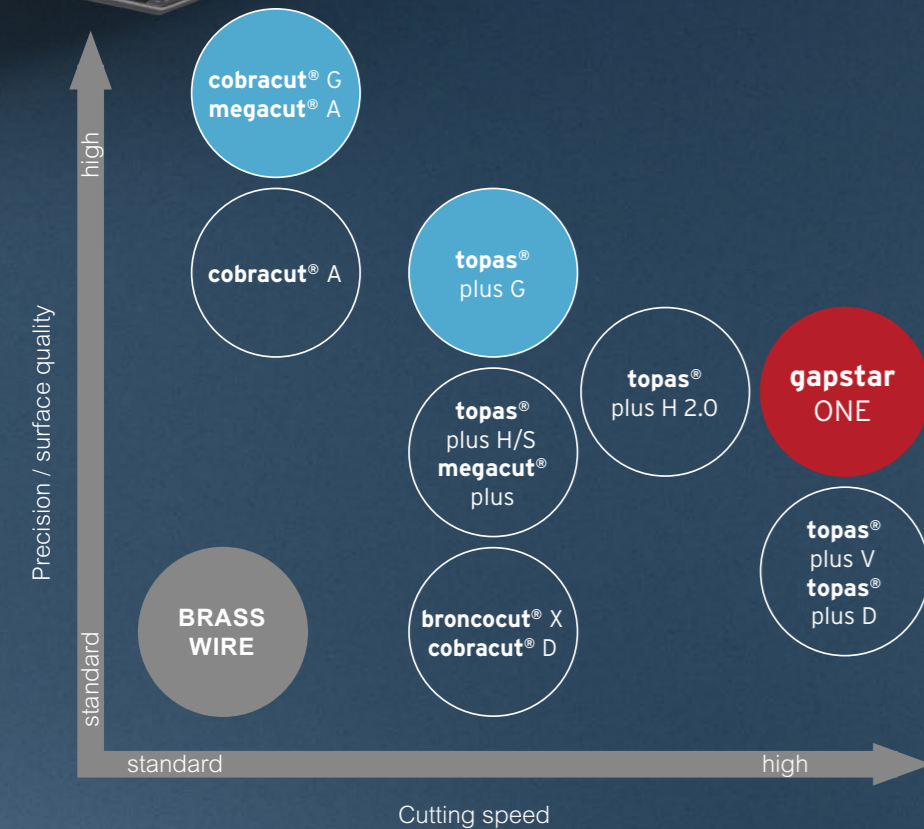 cobracut® G
megacut® A
high
cobracut® A
topas®
plus G
Precision / surface quality
topas®
plus H 2.0
gapstar
ONE
topas®
plus H/S
megacut®
plus
topas®
plus V
topas®
plus D
BRASS
WIRE
broncocut® X
cobracut® D
standard
standard
high
Cutting speed